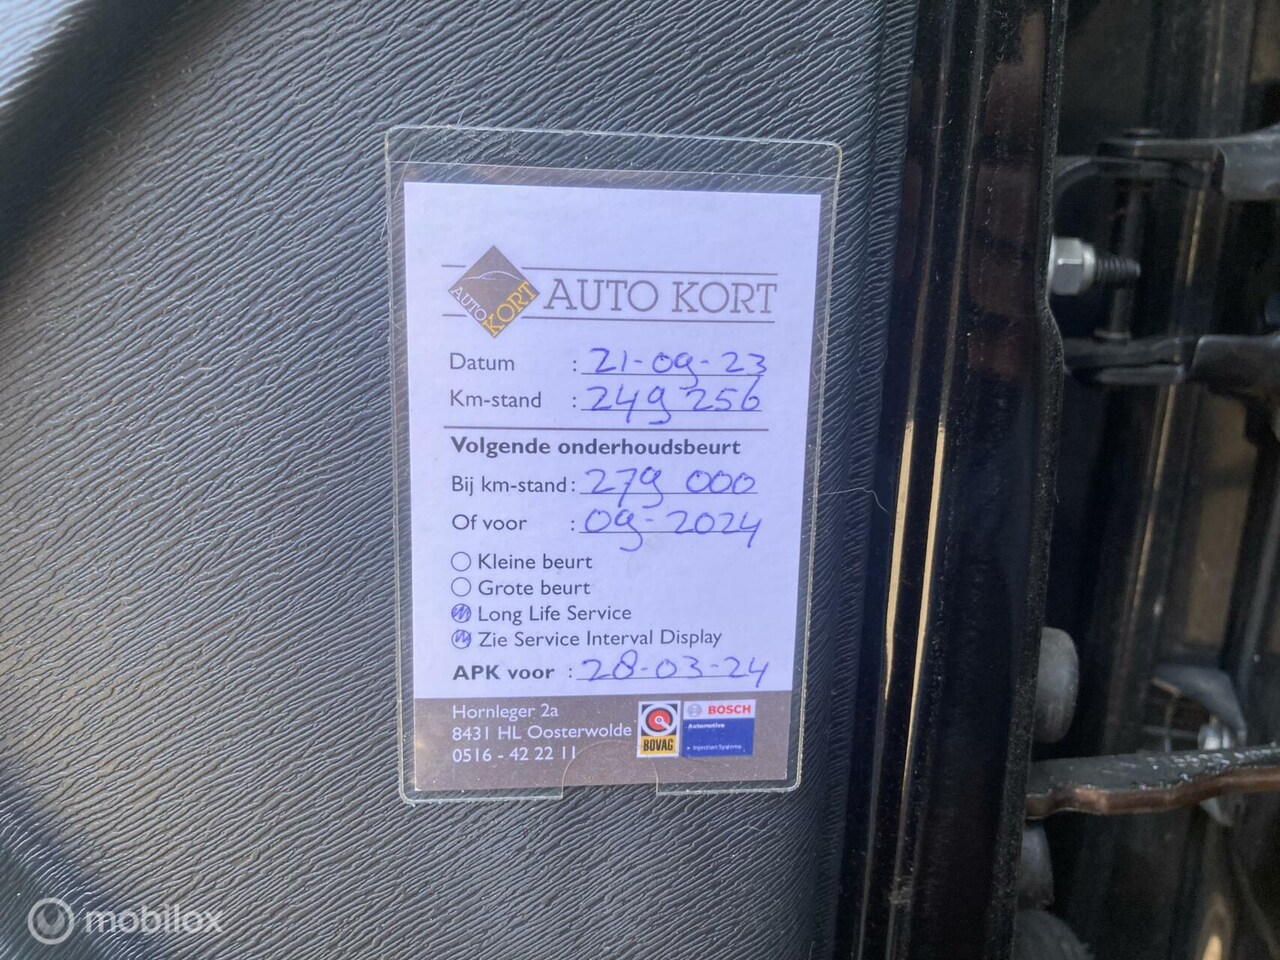 AUTO KORT
AUTO KORT
Datum : 21-09-23
Km-stand : 249 256
Volgende onderhoudsbeurt
Bij km-stand : 279 000
Of voor : 09-2024
Kleine beurt
Grote beurt
Long Life Service
Zie Service Interval Display
APK voor : 28-03-24
Hornleger 2a
8431 HL Oosterwolde
0516 - 42 22 11
BOVAG
BOSCH
Automotive
Injection Systems
mobilox